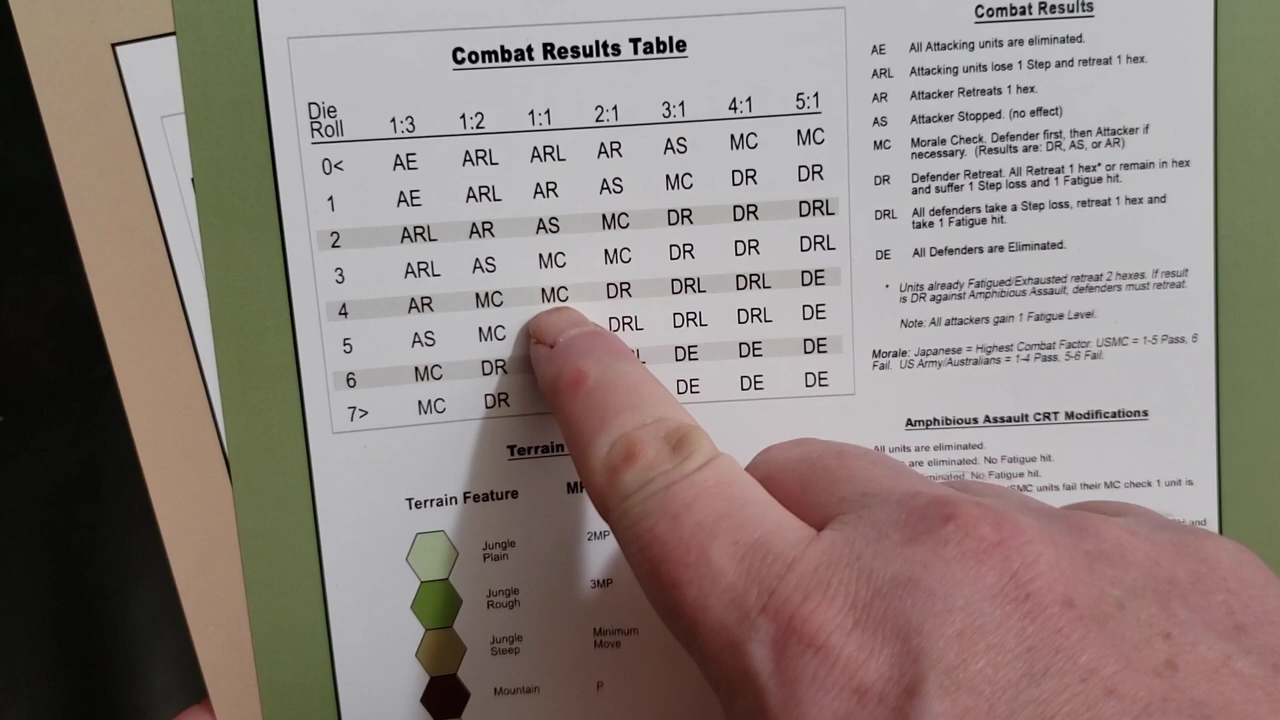 Combat Results Table
Die Roll 1:3 1:2 1:1 2:1 3:1 4:1 5:1
0< AE ARL ARL AR AS MC MC
1 AE ARL AR AS MC DR DR
2 ARL AR AS MC DR DR DRL
3 ARL AS MC MC DR DR DRL
4 AR MC MC DR DRL DRL DE
5 AS MC DRL DRL DRL DE
6 MC DR DE DE DE
7> MC DR DE DE DE
Terrain
Terrain Feature
Jungle Plain 2MP
Jungle Rough 3MP
Jungle Steep Minimum Move
Mountain P
Combat Results
AE All Attacking units are eliminated.
ARL Attacking units lose 1 Step and retreat 1 hex.
AR Attacker Retreats 1 hex.
AS Attacker Stopped. (no effect)
MC Morale Check. Defender first, then Attacker if
necessary. (Results are: DR, AS, or AR)
DR Defender Retreat. All Retreat 1 hex* or remain in hex
and suffer 1 Step loss and 1 Fatigue hit.
DRL All defenders take a Step loss, retreat 1 hex and
take 1 Fatigue hit.
DE All Defenders are Eliminated.
* Units already Fatigued/Exhausted retreat 2 hexes. If result
is DR against Amphibious Assault, defenders must retreat.
Note: All attackers gain 1 Fatigue Level.
Morale: Japanese = Highest Combat Factor. USMC = 1-5 Pass, 6
Fail. US Army/Australians = 1-4 Pass, 5-6 Fail.
Amphibious Assault CRT Modifications
All units are eliminated.
are eliminated. No Fatigue hit.
No Fatigue hit.
units fail their MC check 1 unit is
and